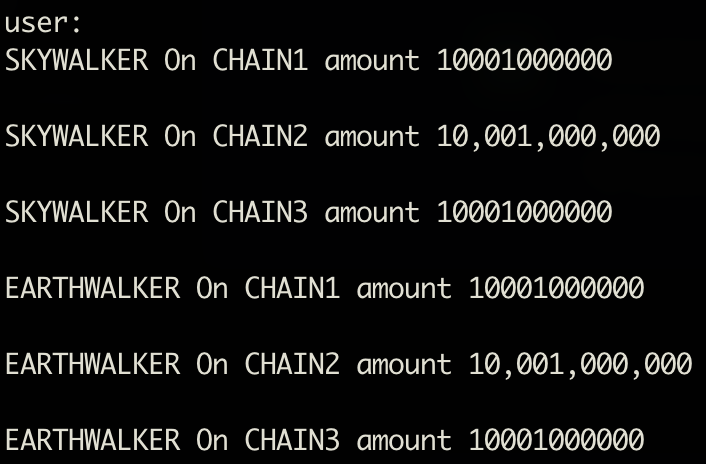 user:
SKYWALKER On CHAIN1 amount 10001000000
SKYWALKER On CHAIN2 amount 10,001,000,000
SKYWALKER On CHAIN3 amount 10001000000
EARTHWALKER On CHAIN1 amount 10001000000
EARTHWALKER On CHAIN2 amount 10,001,000,000
EARTHWALKER On CHAIN3 amount 10001000000